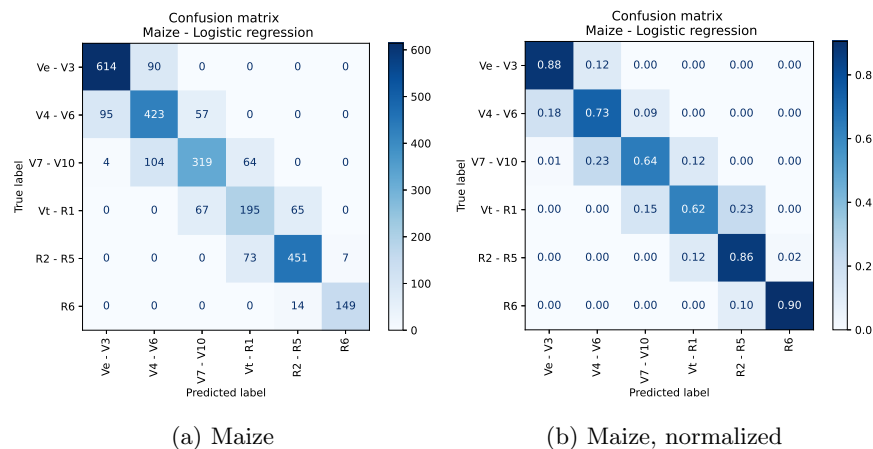 Confusion matrix
Maize - Logistic regression
True label
Ve - V3 614 90 0 0 0 0
V4 - V6 95 423 57 0 0 0
V7 - V10 4 104 319 64 0 0
Vt - R1 0 0 67 195 65 0
R2 - R5 0 0 0 73 451 7
R6 0 0 0 0 14 149
Ve - V3 V4 - V6 V7 - V10 Vt - R1 R2 - R5 R6
Predicted label
600
500
400
300
200
100
0
(a) Maize
Confusion matrix
Maize - Logistic regression
True label
Ve - V3 0.88 0.12 0.00 0.00 0.00 0.00
V4 - V6 0.18 0.73 0.09 0.00 0.00 0.00
V7 - V10 0.01 0.23 0.64 0.12 0.00 0.00
Vt - R1 0.00 0.00 0.15 0.62 0.23 0.00
R2 - R5 0.00 0.00 0.00 0.12 0.86 0.02
R6 0.00 0.00 0.00 0.00 0.10 0.90
Ve - V3 V4 - V6 V7 - V10 Vt - R1 R2 - R5 R6
Predicted label
0.8
0.6
0.4
0.2
0.0
(b) Maize, normalized